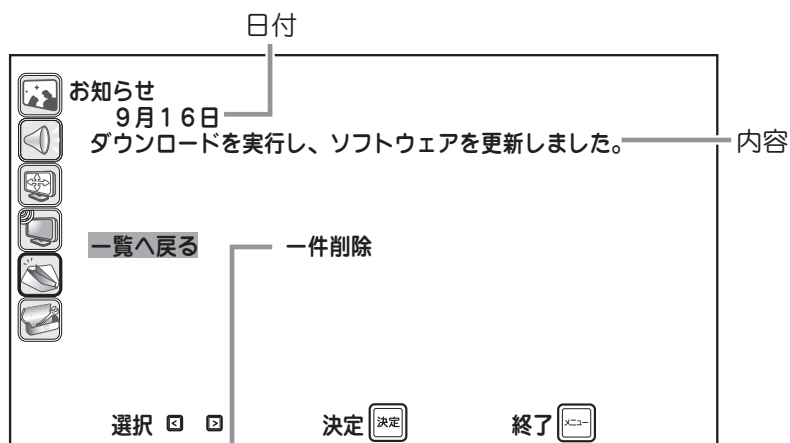 日付
お知らせ
9月16日
ダウンロードを実行し、ソフトウェアを更新しました。
内容
一覧へ戻る 一件削除
選択 決定 決定 終了 メニュー